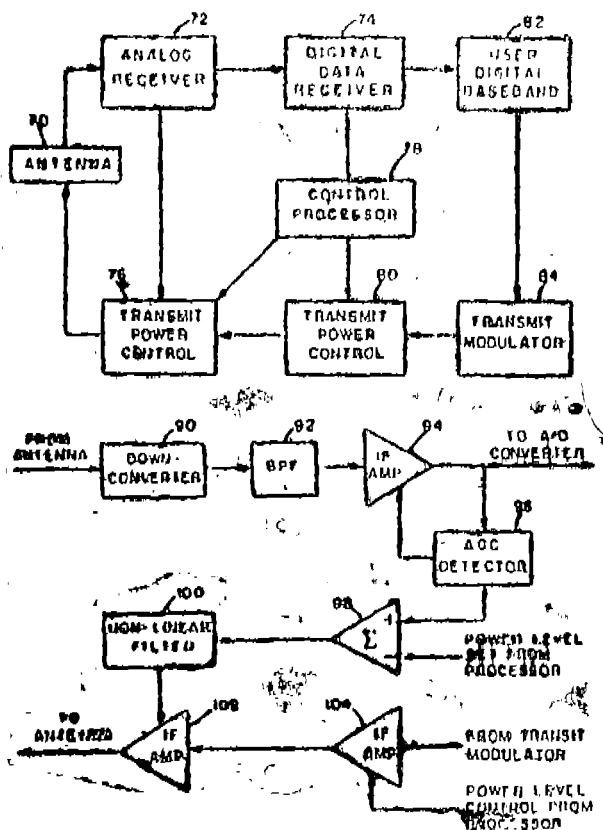 72
74
82
ANALOG
RECEIVER
DIGITAL
DATA
RECEIVER
USER
DIGITAL
BASEBAND
70
ANTENNA
78
CONTROL
PROCESSOR
76
80
84
TRANSMIT
POWER
CONTROL
TRANSMIT
POWER
CONTROL
TRANSMIT
MODULATOR
FROM
ANTENNA
90
DOWN-
CONVERTER
92
BPF
94
IF
AMP
TO A/D
CONVERTER
96
AGC
DETECTOR
100
NON-LINEAR
FILTED
98
Σ
+
–
POWER LEVEL
SET FROM
PROCESSOR
TO
ANTENNA
102
IF
AMP
104
IF
AMP
FROM TRANSIT
MODULATOR
POWER LEVEL
CONTROL FROM
PROCESSOR